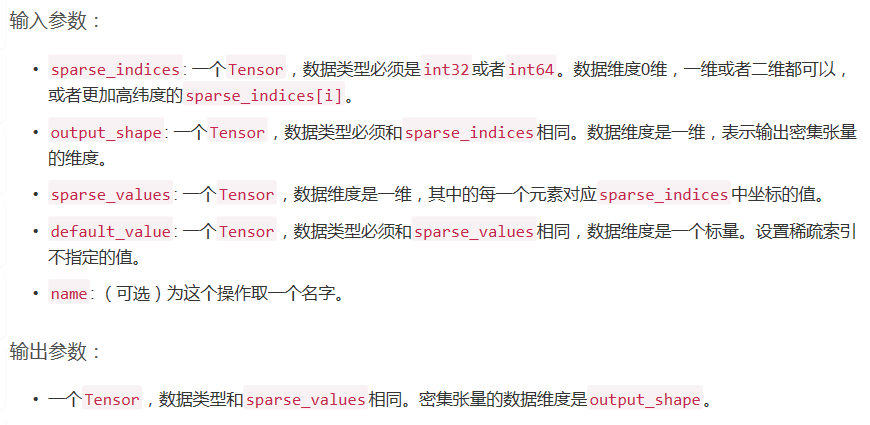 输入参数：
• sparse_indices: 一个Tensor，数据类型必须是int32或者int64。数据维度0维，一维或者二维都可以，
或者更加高纬度的sparse_indices[i]。
• output_shape: 一个Tensor，数据类型必须和sparse_indices相同。数据维度是一维，表示输出密集张量
的维度。
• sparse_values: 一个Tensor，数据维度是一维，其中的每一个元素对应sparse_indices中坐标的值。
• default_value: 一个Tensor，数据类型必须和sparse_values相同，数据维度是一个标量。设置稀疏索引
不指定的值。
• name:（可选）为这个操作取一个名字。
输出参数：
• 一个Tensor，数据类型和sparse_values相同。密集张量的数据维度是output_shape。